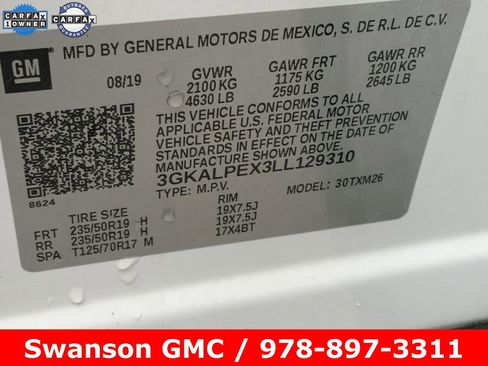 CARFAX
1 OWNER
CARFAX
GM
MFD BY GENERAL MOTORS DE MEXICO, S. DE R.L. DE C.V.
08/19 GVWR GAWR FRT GAWR RR
2100 KG 1175 KG 1200 KG
4630 LB 2590 LB 2645 LB
THIS VEHICLE CONFORMS TO ALL
APPLICABLE U.S. FEDERAL MOTOR
VEHICLE SAFETY AND THEFT
PREVENTION STANDARDS IN EFFECT ON THE DATE OF
MANUFACTURE SHOWN ABOVE.
3GKALPEX3LL129310
TYPE: M.P.V. MODEL: 30TXM26
8624
TIRE SIZE RIM
FRT 235/50R19 H 19X7.5J
RR 235/50R19 H 19X7.5J
SPA T125/70R17 M 17X4BT
Swanson GMC / 978-897-3311